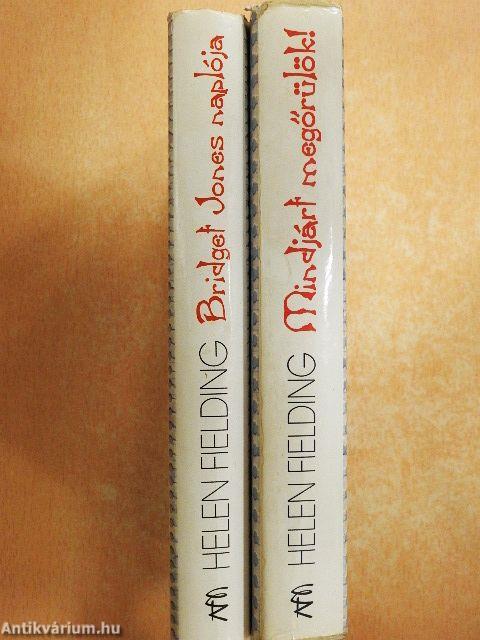 HELEN FIELDING Bridget Jones naplója
HELEN FIELDING Mindjárt megőrülök!
Antikvárium.hu